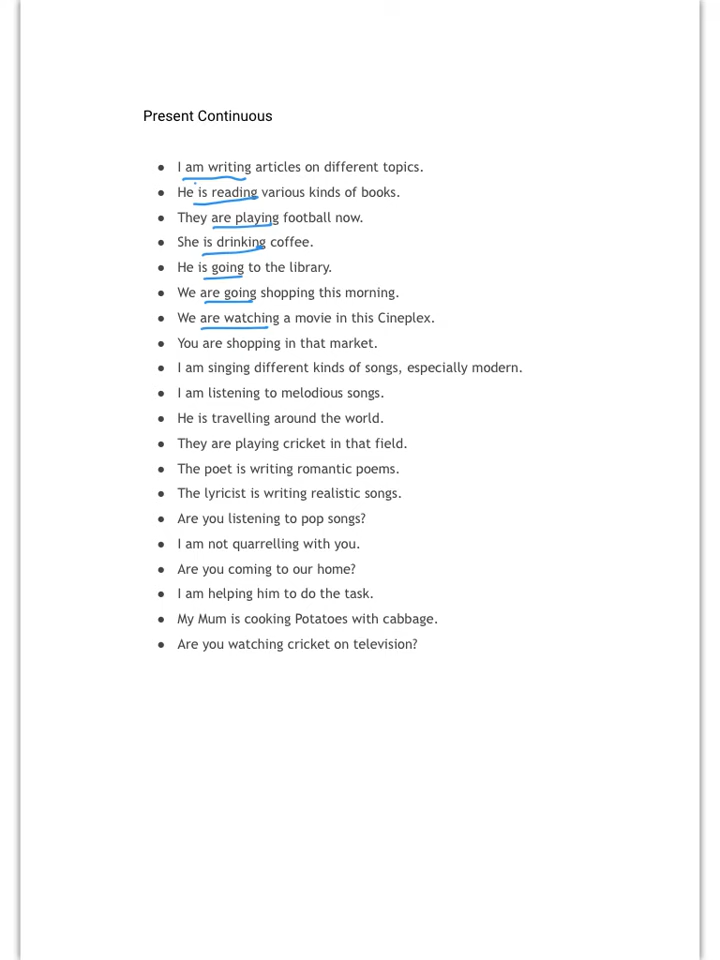 Present Continuous
● I am writing articles on different topics.
● He is reading various kinds of books.
● They are playing football now.
● She is drinking coffee.
● He is going to the library.
● We are going shopping this morning.
● We are watching a movie in this Cineplex.
● You are shopping in that market.
● I am singing different kinds of songs, especially modern.
● I am listening to melodious songs.
● He is travelling around the world.
● They are playing cricket in that field.
● The poet is writing romantic poems.
● The lyricist is writing realistic songs.
● Are you listening to pop songs?
● I am not quarrelling with you.
● Are you coming to our home?
● I am helping him to do the task.
● My Mum is cooking Potatoes with cabbage.
● Are you watching cricket on television?